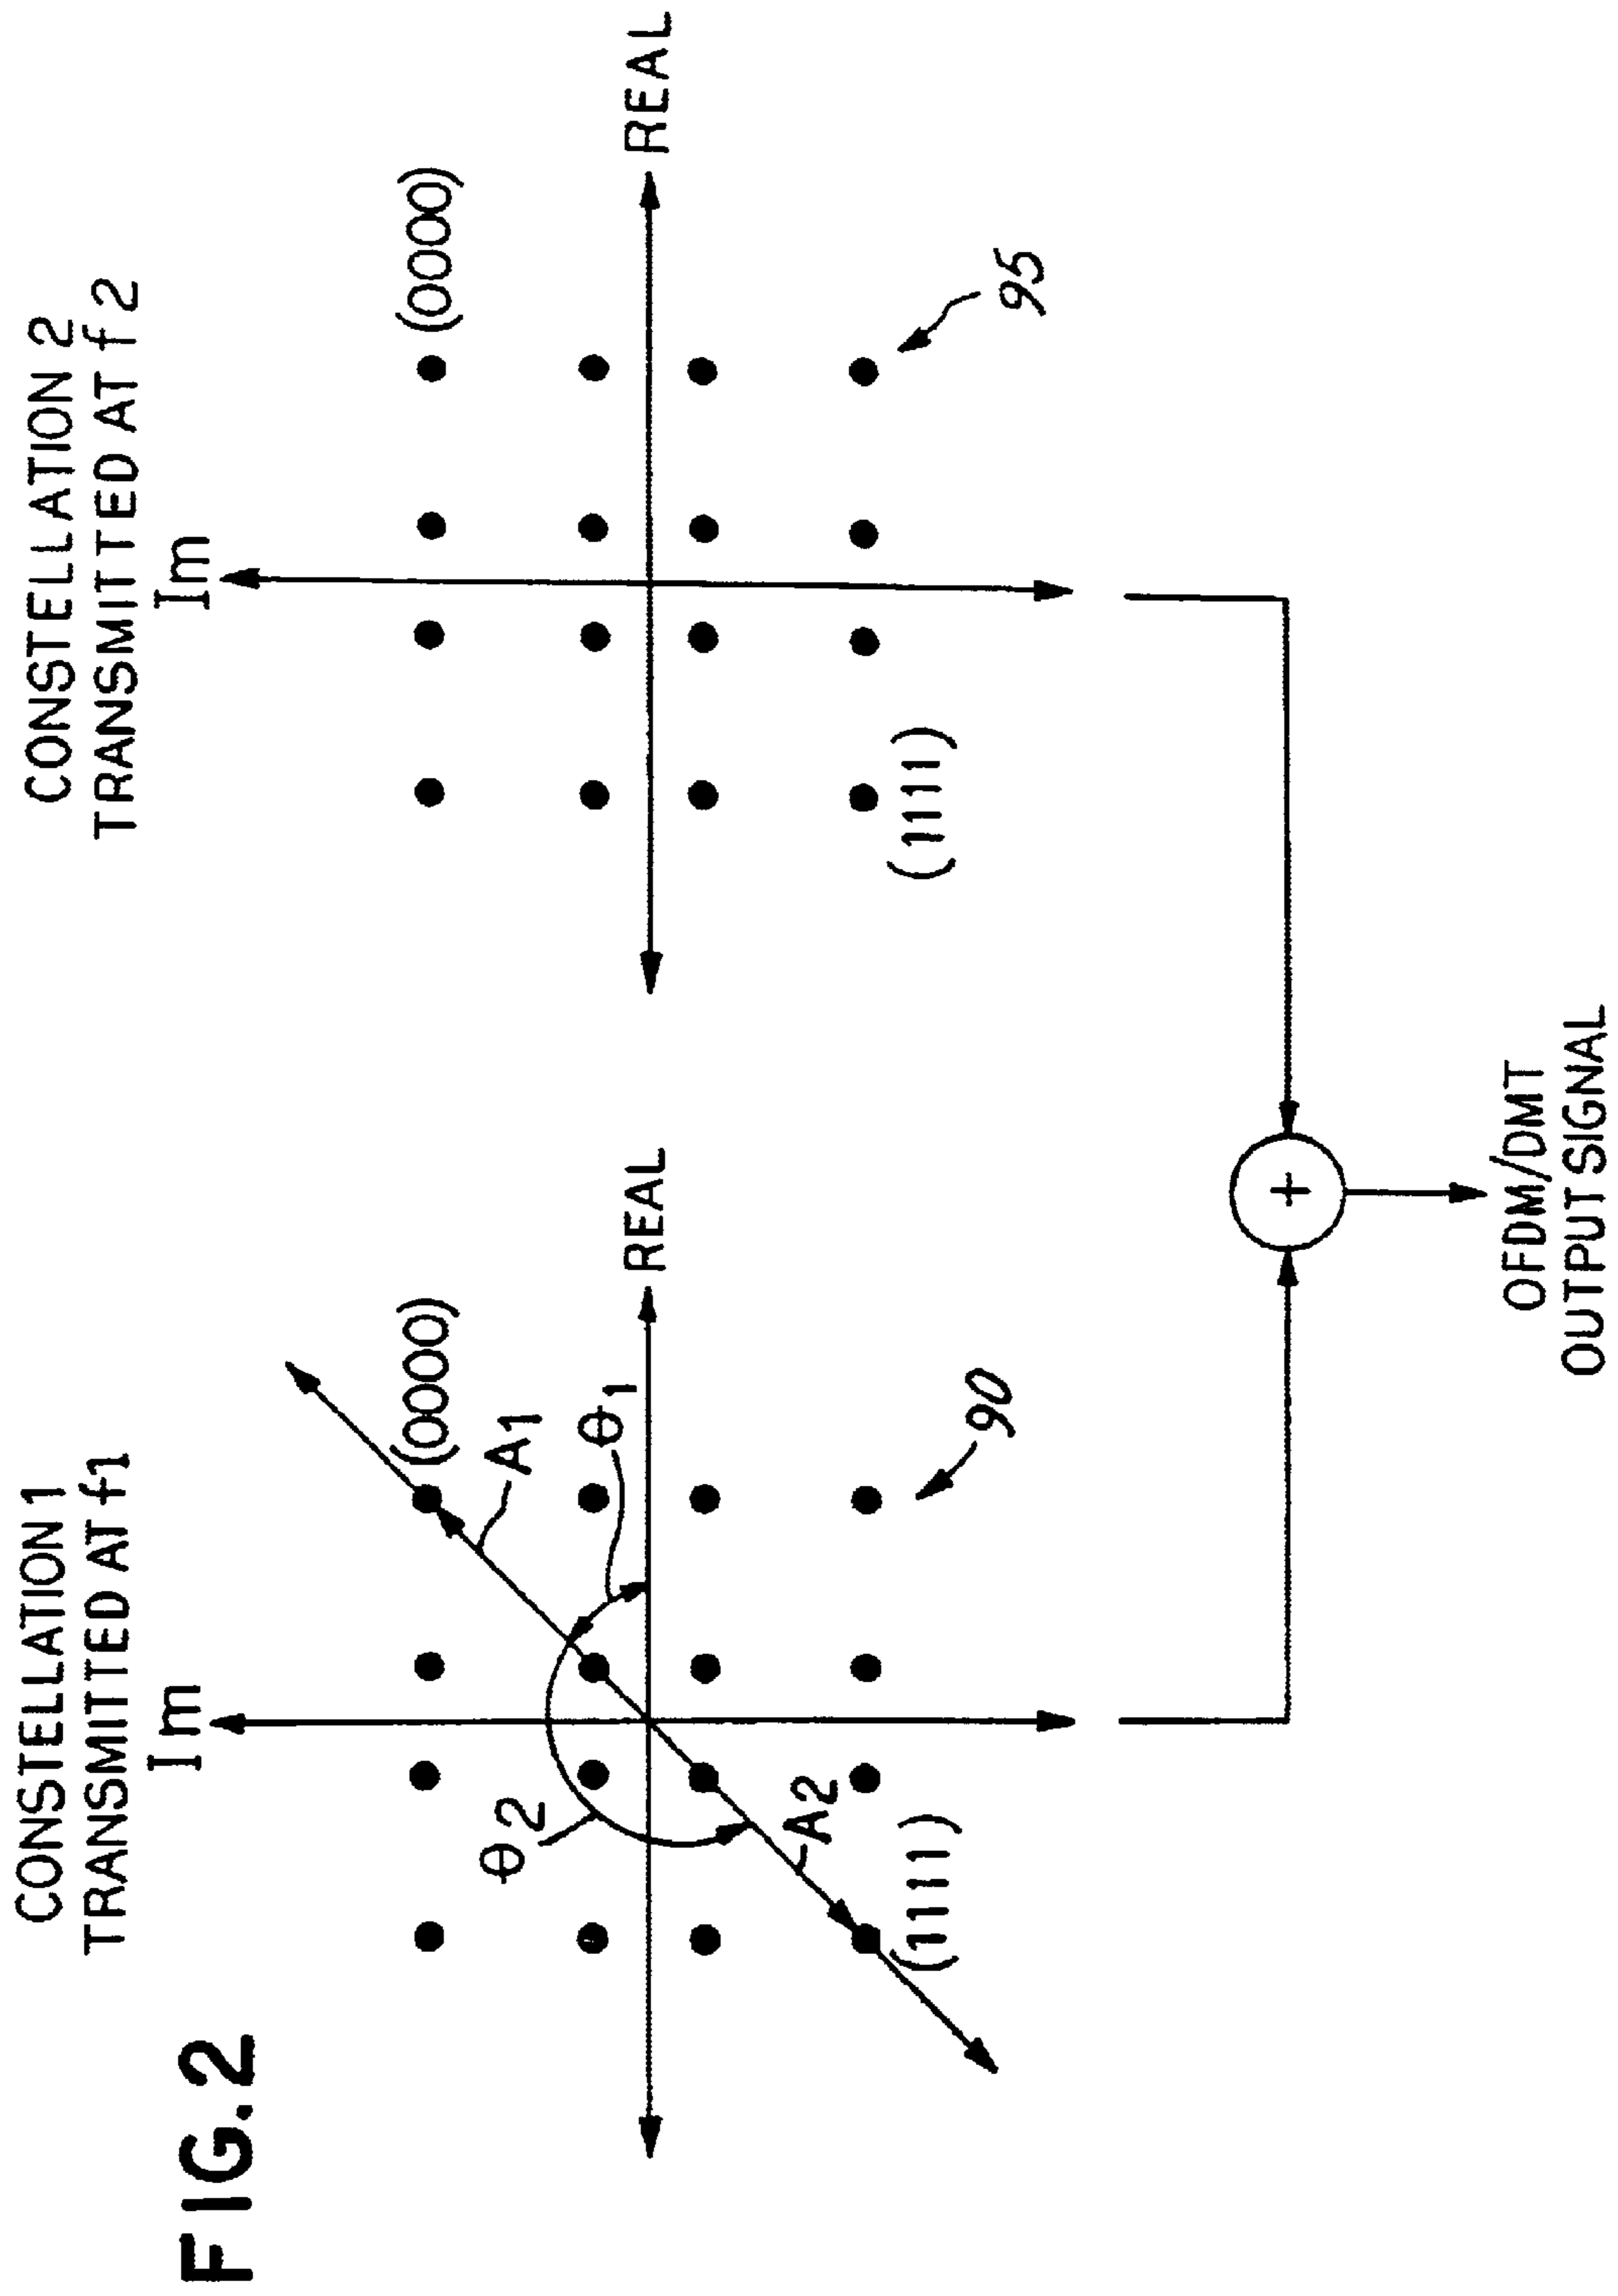 FIG.2
CONSTELLATION 1
TRANSMITTED AT f1
Im
(0000)
A1
θ1
REAL
θ2
A2
(1111)
90
CONSTELLATION 2
TRANSMITTED AT f2
Im
(0000)
REAL
(1111)
95
+
OFDM/DMT
OUTPUT SIGNAL